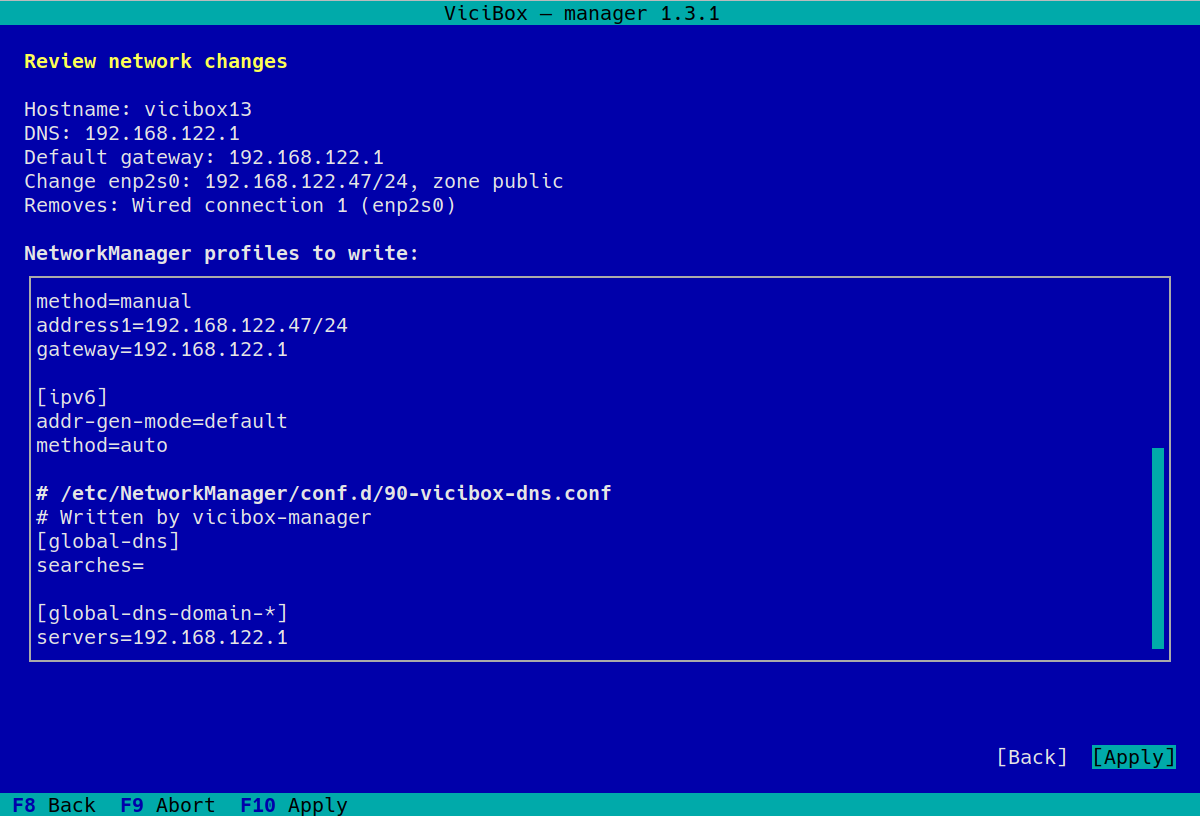 ViciBox — manager 1.3.1
Review network changes
Hostname: vicibox13
DNS: 192.168.122.1
Default gateway: 192.168.122.1
Change enp2s0: 192.168.122.47/24, zone public
Removes: Wired connection 1 (enp2s0)
NetworkManager profiles to write:
method=manual
address1=192.168.122.47/24
gateway=192.168.122.1
[ipv6]
addr-gen-mode=default
method=auto
# /etc/NetworkManager/conf.d/90-vicibox-dns.conf
# Written by vicibox-manager
[global-dns]
searches=
[global-dns-domain-*]
servers=192.168.122.1
[Back] [Apply]
F8 Back F9 Abort F10 Apply